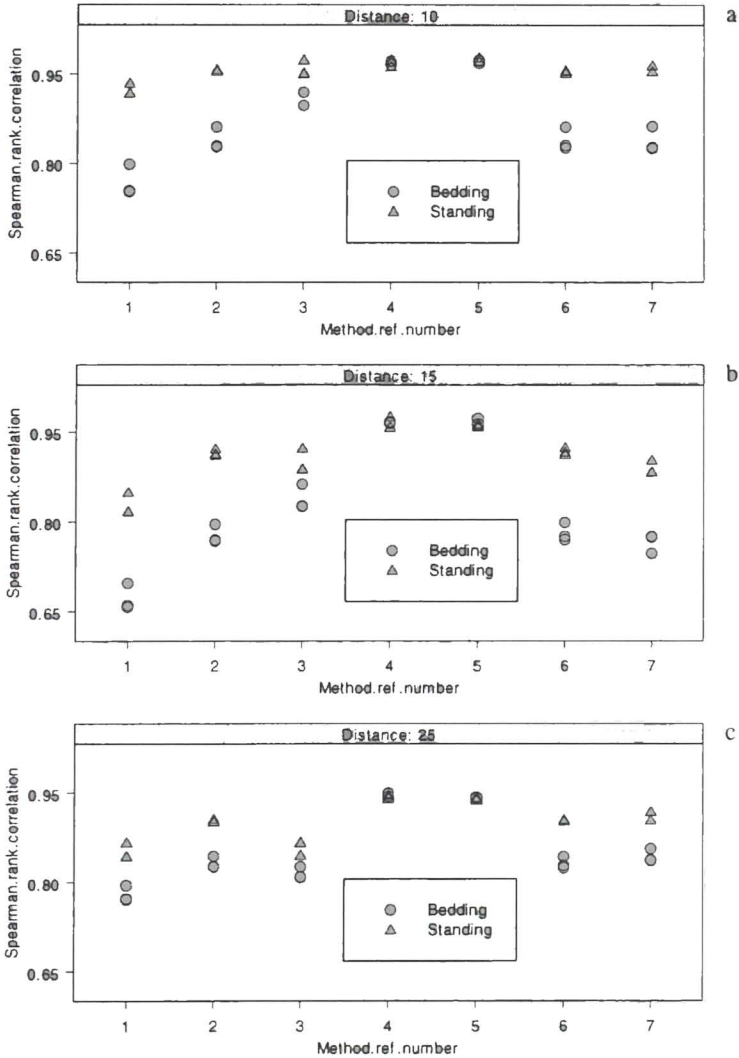 Distance: 10
a
Spearman.rank.correlation
0.95
0.80
0.65
Bedding
Standing
1 2 3 4 5 6 7
Method.ref.number
Distance: 15
b
Spearman.rank.correlation
0.95
0.80
0.65
Bedding
Standing
1 2 3 4 5 6 7
Method.ref.number
Distance: 25
c
Spearman.rank.correlation
0.95
0.80
0.65
Bedding
Standing
1 2 3 4 5 6 7
Method.ref.number